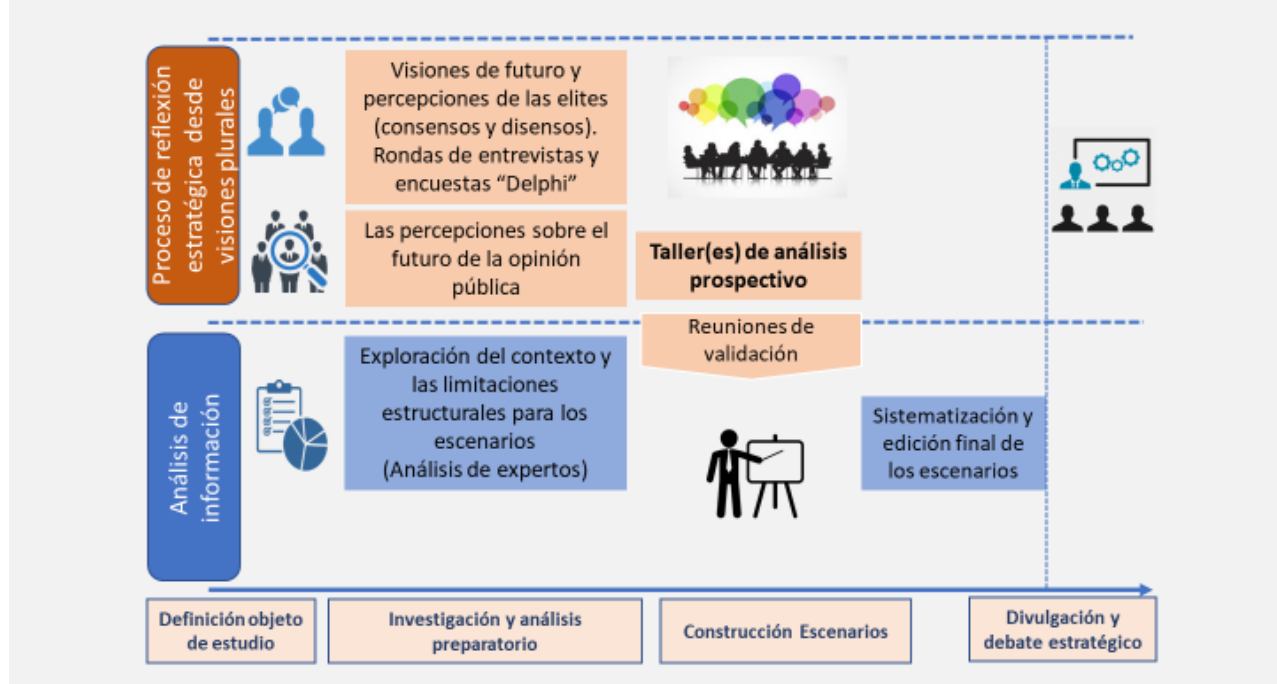 Proceso de reflexión
estratégica desde
visiones plurales
Visiones de futuro y
percepciones de las elites
(consensos y disensos).
Rondas de entrevistas y
encuestas “Delphi”
Las percepciones sobre el
futuro de la opinión
pública
Taller(es) de análisis
prospectivo
Reuniones de
validación
Análisis de
información
Exploración del contexto y
las limitaciones
estructurales para los
escenarios
(Análisis de expertos)
Sistematización y
edición final de
los escenarios
Definición objeto
de estudio
Investigación y análisis
preparatorio
Construcción Escenarios
Divulgación y
debate estratégico